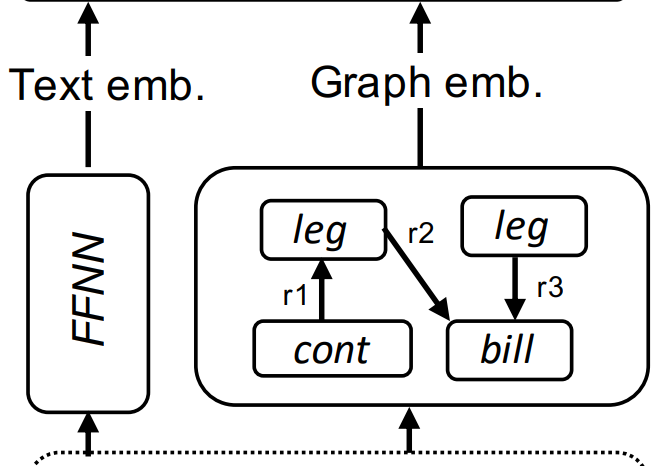 Text emb.
Graph emb.
FFNN
leg
r2
leg
r1
r3
cont
bill